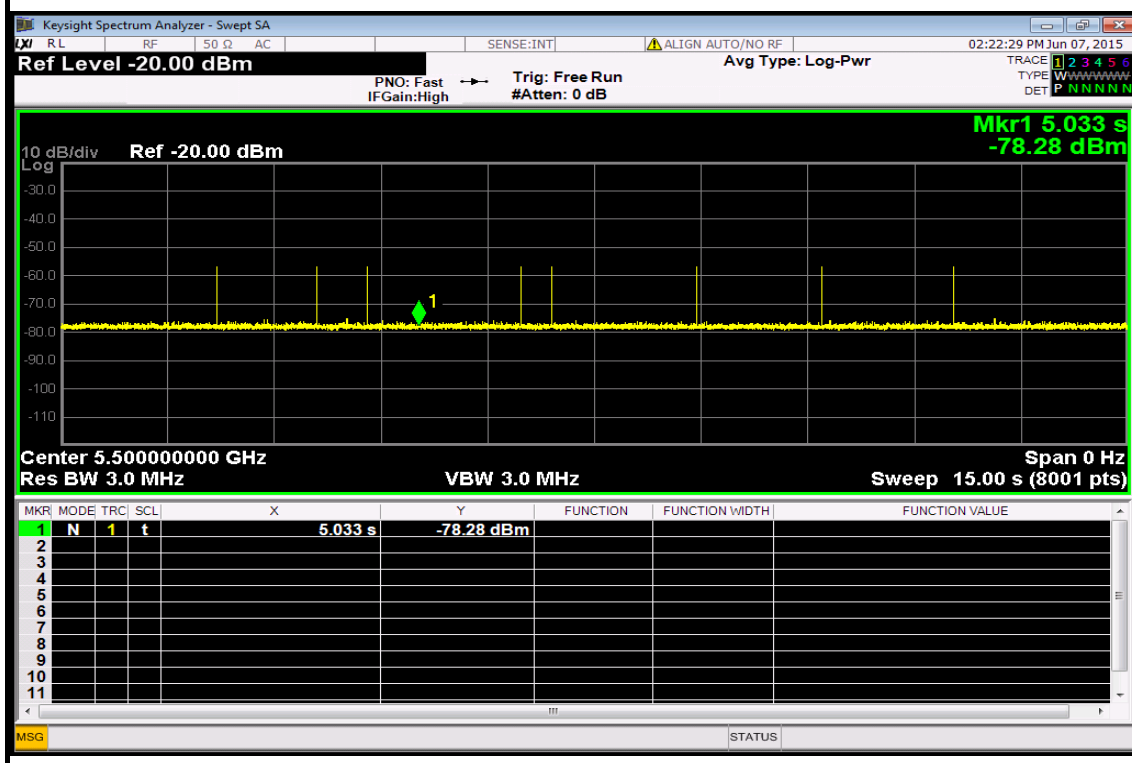 Keysight Spectrum Analyzer - Swept SA
LXI RL RF 50 Ω AC SENSE:INT ALIGN AUTO/NO RF 02:22:29 PM Jun 07, 2015
Ref Level -20.00 dBm Avg Type: Log-Pwr TRACE 1 2 3 4 5 6
PNO: Fast Trig: Free Run TYPE WWWWWW
IFGain:High #Atten: 0 dB DET P N N N N N
Mkr1 5.033 s
10 dB/div Ref -20.00 dBm -78.28 dBm
Log
-30.0
-40.0
-50.0
-60.0
1
-70.0
-80.0
-90.0
-100
-110
Center 5.500000000 GHz Span 0 Hz
Res BW 3.0 MHz VBW 3.0 MHz Sweep 15.00 s (8001 pts)
MKR MODE TRC SCL X Y FUNCTION FUNCTION WIDTH FUNCTION VALUE
1 N 1 t 5.033 s -78.28 dBm
2
3
4
5
6
7
8
9
10
11
MSG STATUS